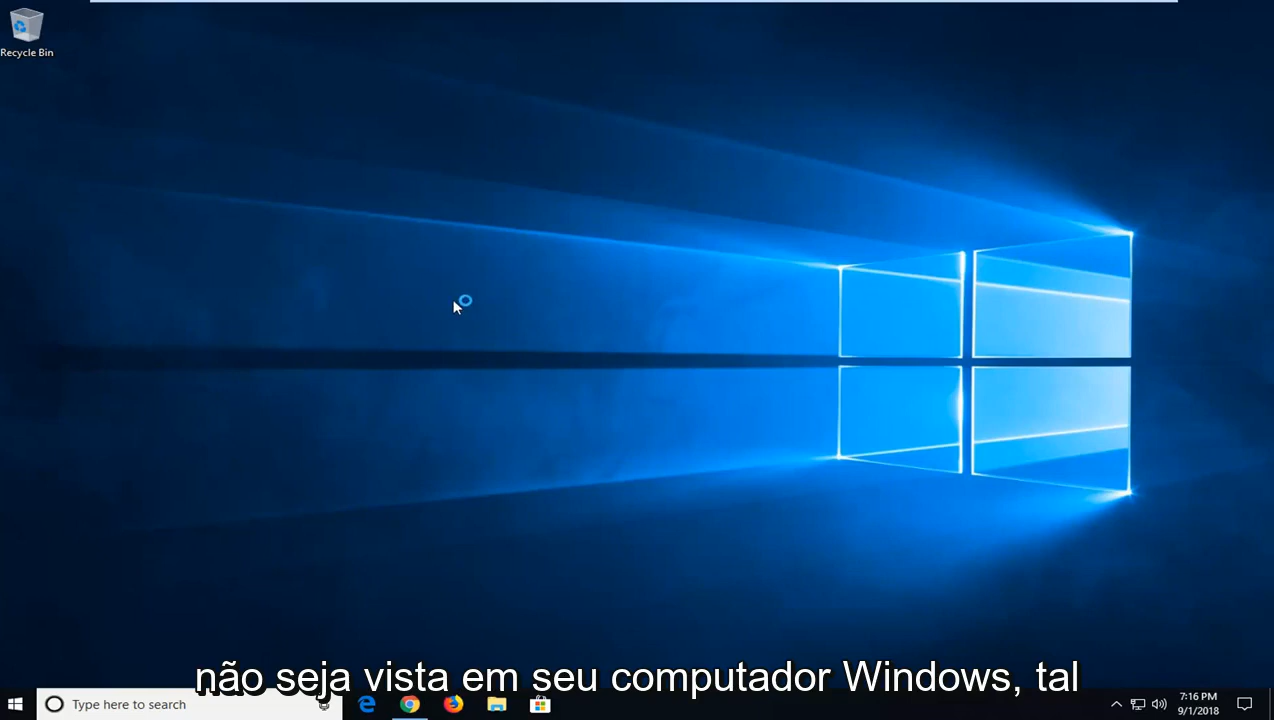 Recycle Bin
não seja vista em seu computador Windows, tal
Type here to search
7:16 PM
9/1/2018